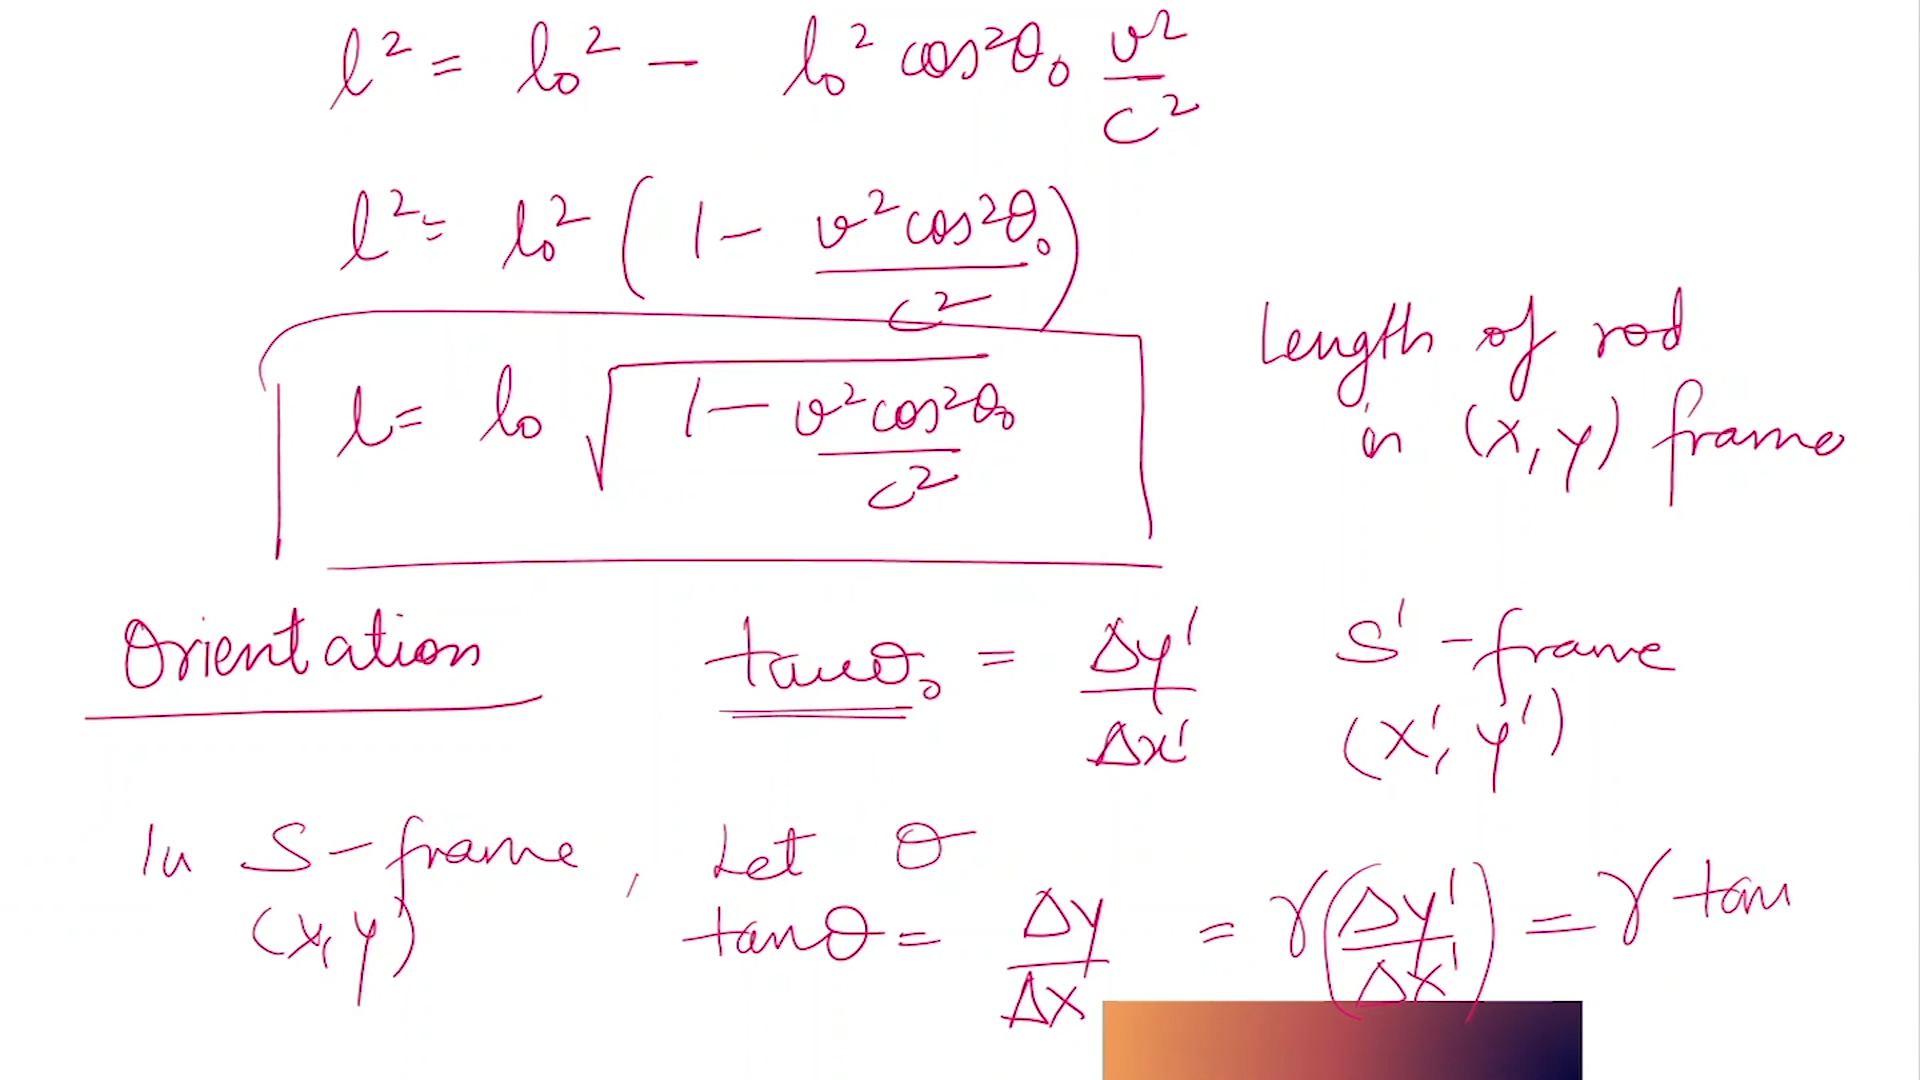 l² = l₀² − l₀² cos²θ₀ v²/c²
l² = l₀² (1 − v²cos²θ₀/c²)
l = l₀ √(1 − v²cos²θ₀/c²)
Length of rod
in (x, y) frame
Orientation tanθ₀ = Δy'/Δx' S' - frame
(x', y')
In S - frame, Let θ
(x, y) tanθ = Δy/Δx = γ(Δy'/Δx') = γ tan